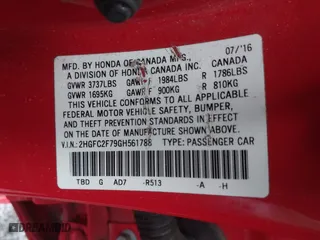 MFD. BY HONDA OF CANADA MFG., 07/'16
A DIVISION OF HONDA CANADA INC. CANADA
GVWR 3737LBS GAWR F 1984LBS R 1786LBS
GVWR 1695KG GAWR F 900KG R 810KG
THIS VEHICLE CONFORMS TO ALL APPLICABLE
FEDERAL MOTOR VEHICLE SAFETY, BUMPER,
AND THEFT PREVENTION STANDARDS IN
EFFECT ON THE DATE OF MANUFACTURE SHOWN ABOVE.
V.I.N.: 2HGFC2F79GH561788 TYPE: PASSENGER CAR
TBD G AD7 -R513 -A -H